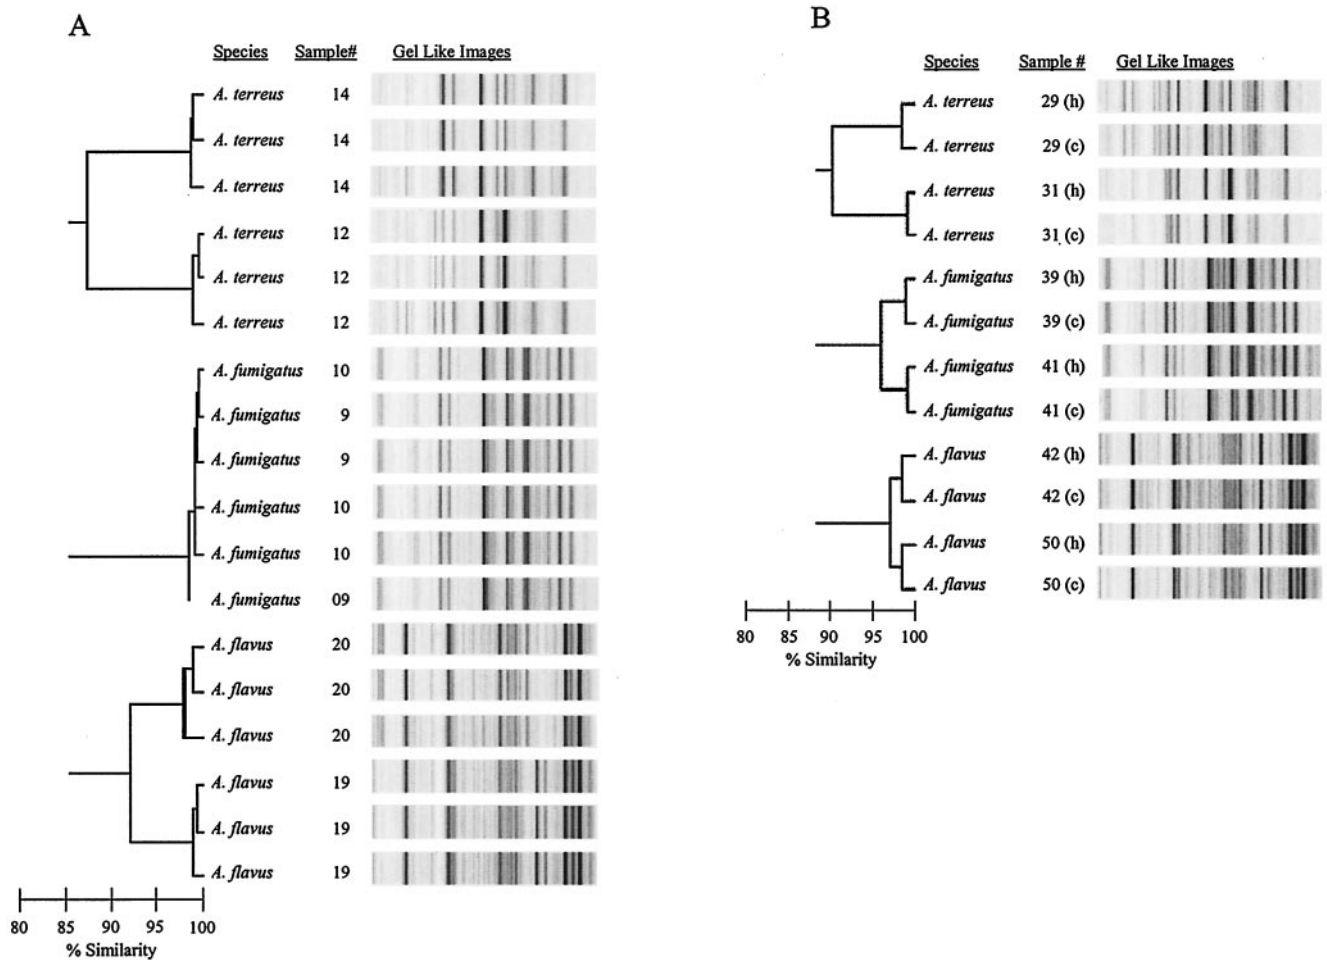 A
Species Sample# Gel Like Images
A. terreus 14
A. terreus 14
A. terreus 14
A. terreus 12
A. terreus 12
A. terreus 12
A. fumigatus 10
A. fumigatus 9
A. fumigatus 9
A. fumigatus 10
A. fumigatus 10
A. fumigatus 09
A. flavus 20
A. flavus 20
A. flavus 20
A. flavus 19
A. flavus 19
A. flavus 19
80 85 90 95 100
% Similarity
B
Species Sample # Gel Like Images
A. terreus 29 (h)
A. terreus 29 (c)
A. terreus 31 (h)
A. terreus 31 (c)
A. fumigatus 39 (h)
A. fumigatus 39 (c)
A. fumigatus 41 (h)
A. fumigatus 41 (c)
A. flavus 42 (h)
A. flavus 42 (c)
A. flavus 50 (h)
A. flavus 50 (c)
80 85 90 95 100
% Similarity